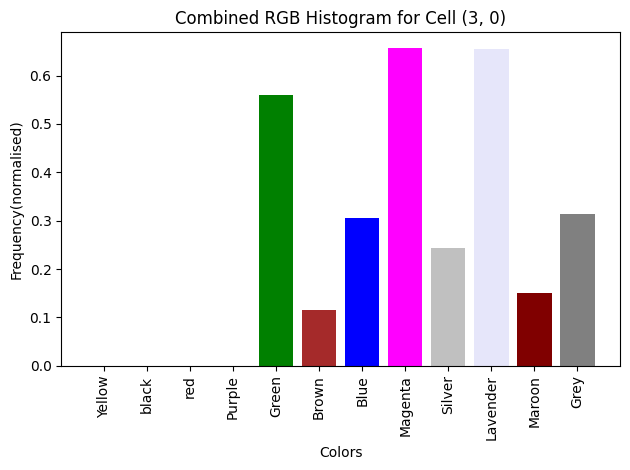 Combined RGB Histogram for Cell (3, 0)
Frequency(normalised)
0.6
0.5
0.4
0.3
0.2
0.1
0.0
Yellow
black
red
Purple
Green
Brown
Blue
Magenta
Silver
Lavender
Maroon
Grey
Colors